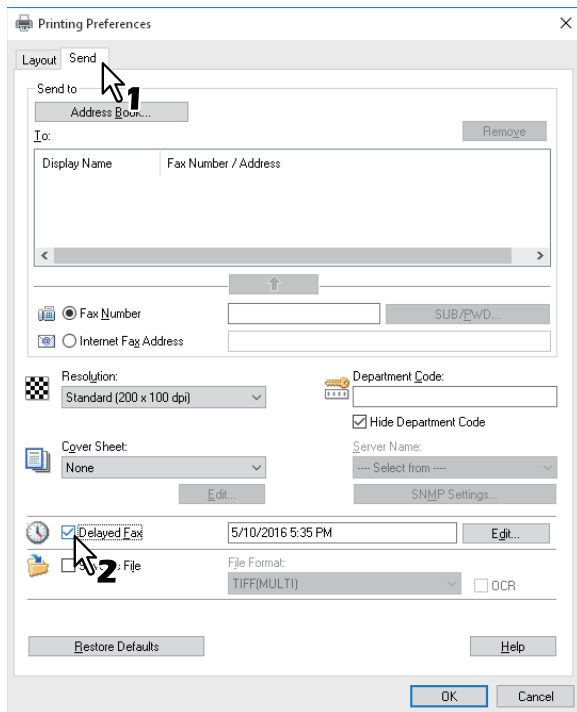 Printing Preferences
Layout Send
1
Send to
Address Book...
To:
Remove
Display Name Fax Number / Address
Fax Number SUB/PWD...
Internet Fax Address
Resolution: Department Code:
Standard (200 x 100 dpi)
Hide Department Code
Cover Sheet: Server Name:
None ---- Select from ----
Edit... SNMP Settings...
Delayed Fax 5/10/2016 5:35 PM Edit...
2
File File Format:
TIFF(MULTI) OCR
Restore Defaults Help
OK Cancel